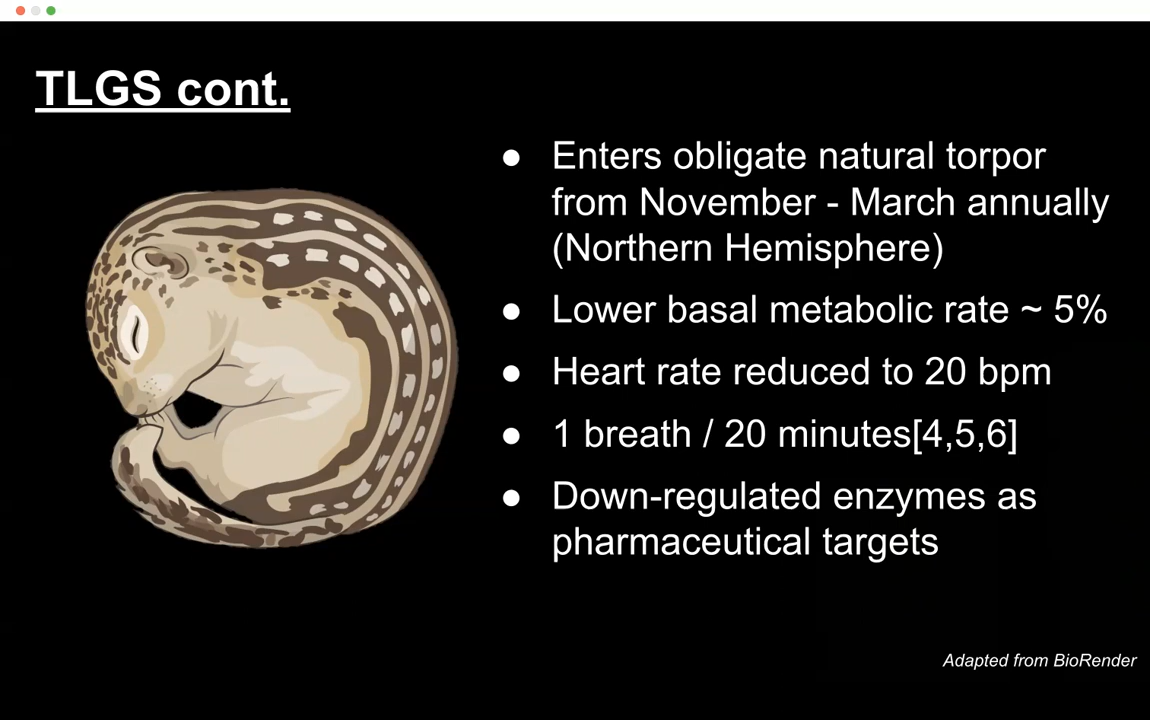 TLGS cont.
● Enters obligate natural torpor
from November - March annually
(Northern Hemisphere)
● Lower basal metabolic rate ~ 5%
● Heart rate reduced to 20 bpm
● 1 breath / 20 minutes[4,5,6]
● Down-regulated enzymes as
pharmaceutical targets
Adapted from BioRender